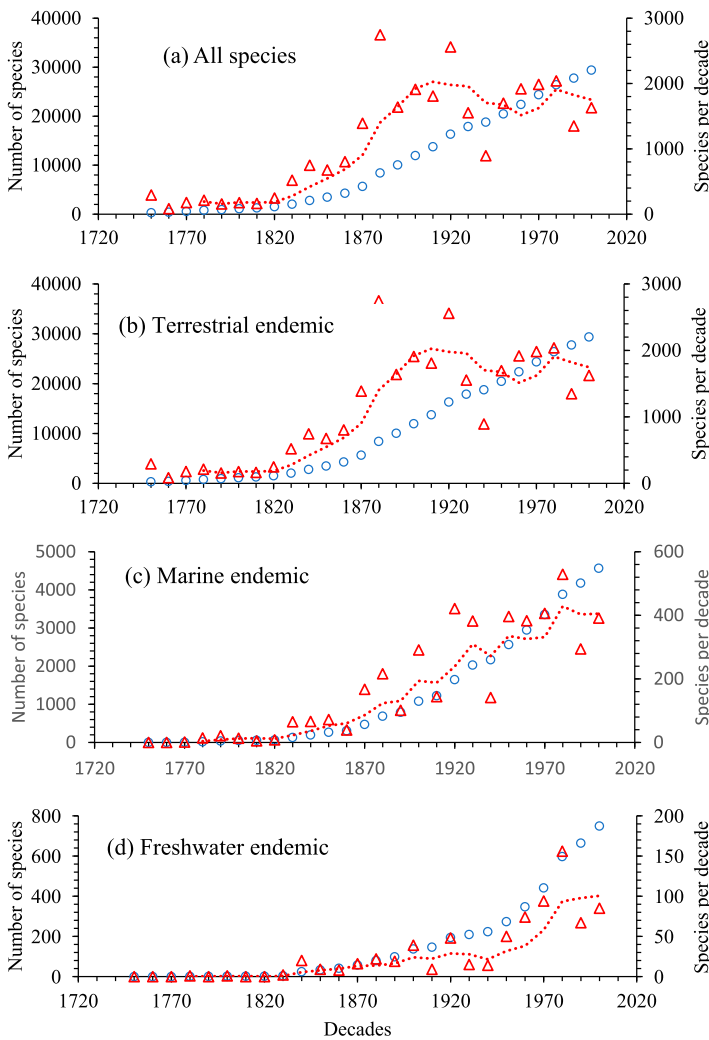 (a) All species
Number of species
40000
30000
20000
10000
0
3000
2000
1000
0
Species per decade
1720 1770 1820 1870 1920 1970 2020
(b) Terrestrial endemic
Number of species
40000
30000
20000
10000
0
3000
2000
1000
0
Species per decade
1720 1770 1820 1870 1920 1970 2020
(c) Marine endemic
Number of species
5000
4000
3000
2000
1000
0
600
400
200
0
Species per decade
1720 1770 1820 1870 1920 1970 2020
(d) Freshwater endemic
Number of species
800
600
400
200
0
200
150
100
50
0
Species per decade
1720 1770 1820 1870 1920 1970 2020
Decades